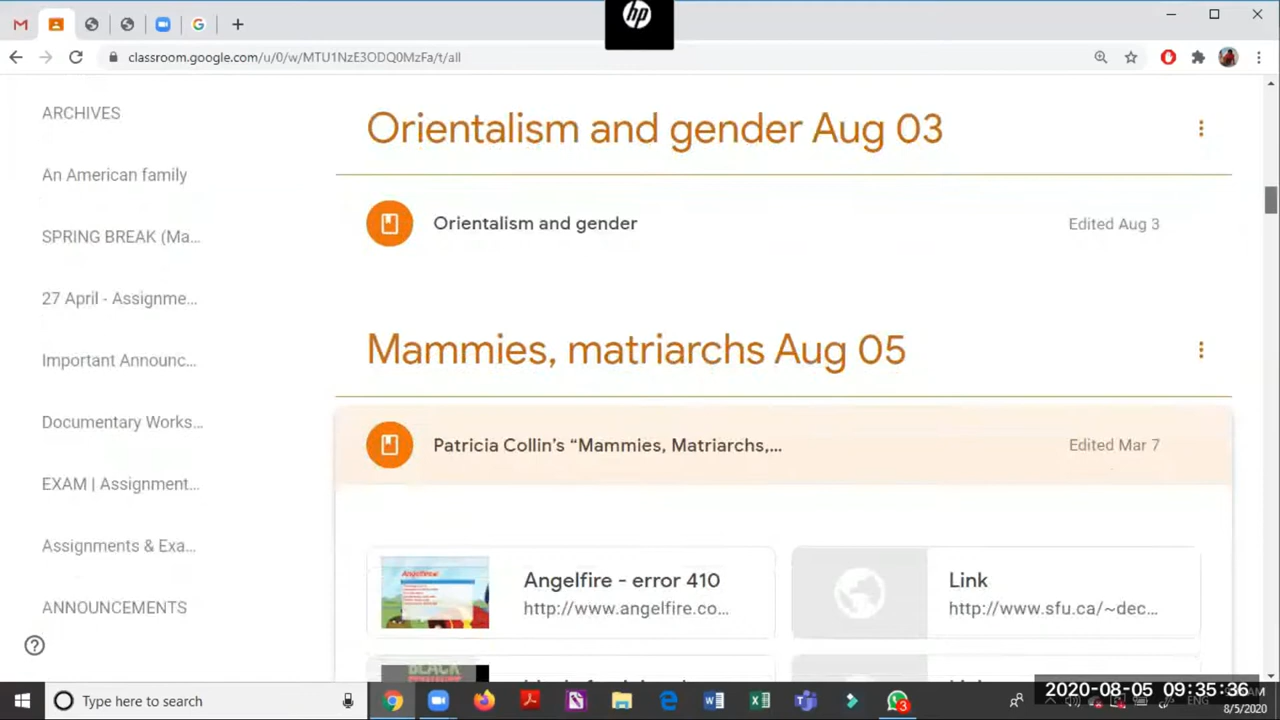 hp
classroom.google.com/u/0/w/MTU1NzE3ODQ0MzFa/t/all
ARCHIVES
An American family
SPRING BREAK (Ma...
27 April - Assignme...
Important Announc...
Documentary Works...
EXAM | Assignment...
Assignments & Exa...
ANNOUNCEMENTS
Orientalism and gender Aug 03
Orientalism and gender
Edited Aug 3
Mammies, matriarchs Aug 05
Patricia Collin's “Mammies, Matriarchs,...
Edited Mar 7
Angelfire - error 410
http://www.angelfire.co...
Link
http://www.sfu.ca/~dec...
Type here to search
3
2020-08-05 09:35:36
8/5/2020